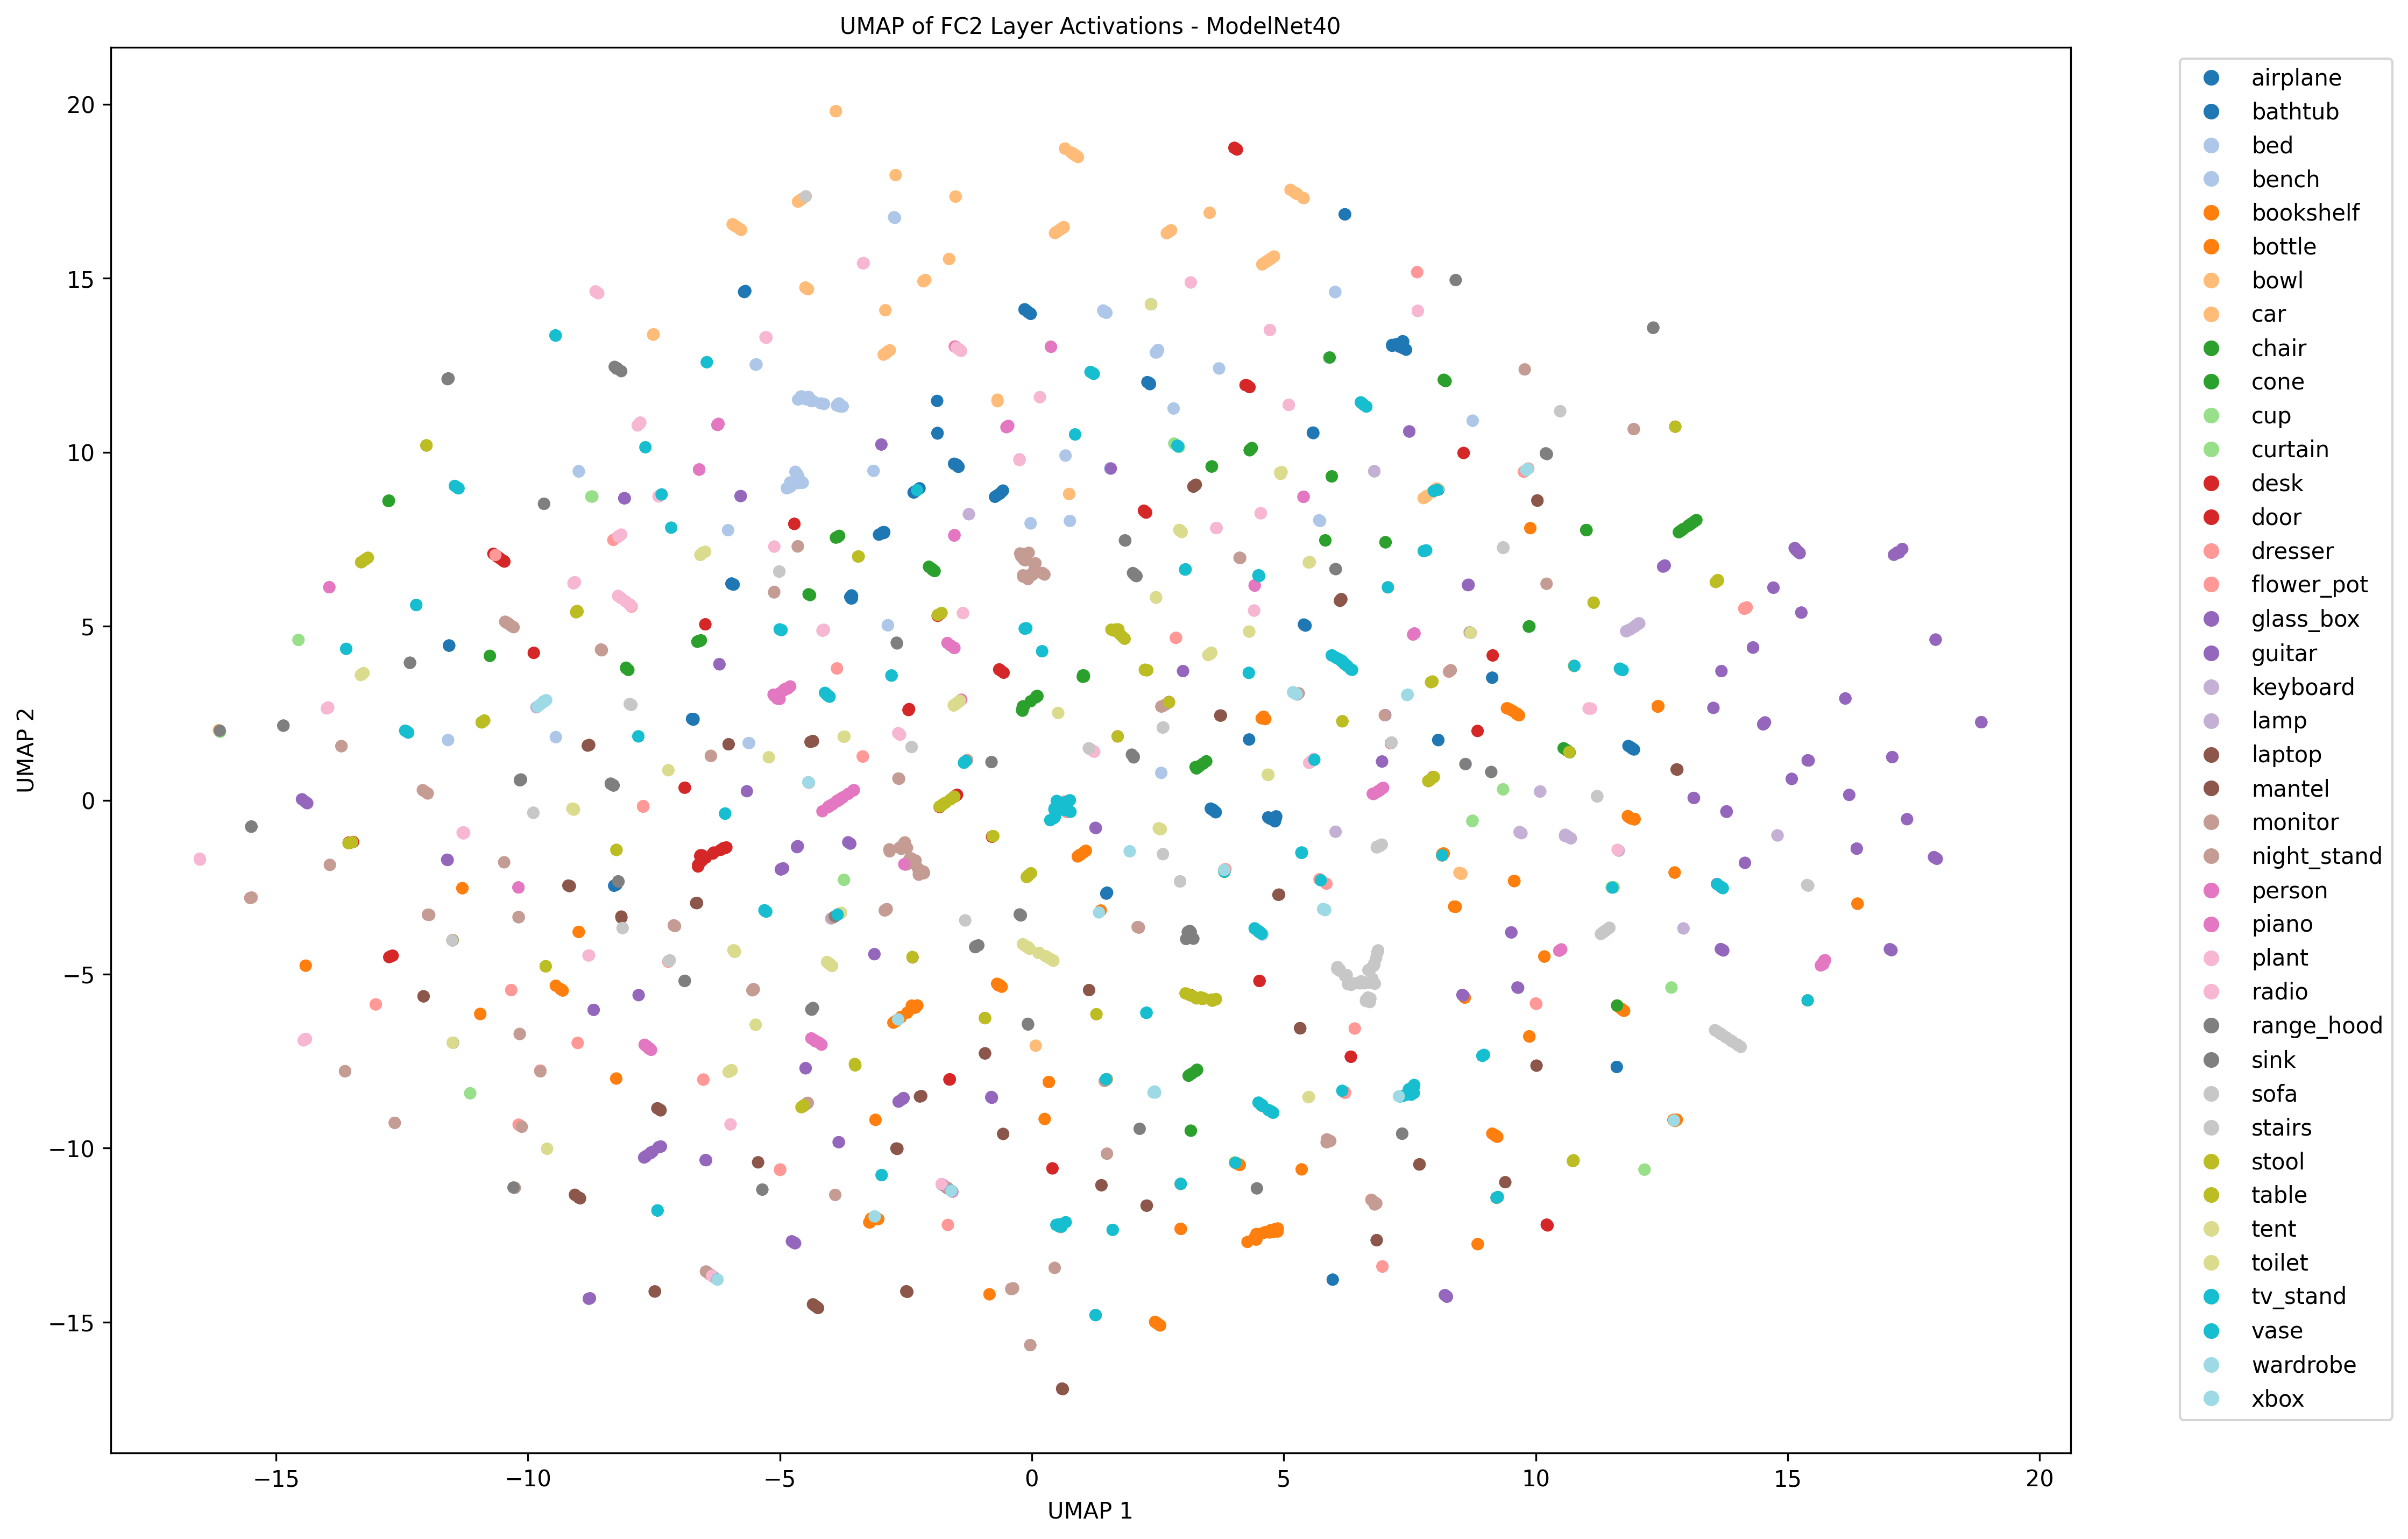 UMAP of FC2 Layer Activations - ModelNet40
UMAP 2
20
15
10
5
0
−5
−10
−15
−15
−10
−5
0
5
10
15
20
UMAP 1
airplane
bathtub
bed
bench
bookshelf
bottle
bowl
car
chair
cone
cup
curtain
desk
door
dresser
flower_pot
glass_box
guitar
keyboard
lamp
laptop
mantel
monitor
night_stand
person
piano
plant
radio
range_hood
sink
sofa
stairs
stool
table
tent
toilet
tv_stand
vase
wardrobe
xbox